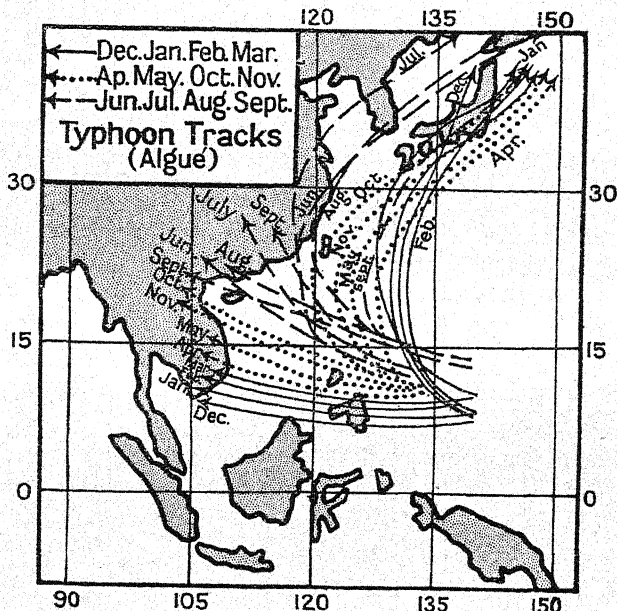 120 135 150
Dec.Jan.Feb.Mar.
Ap.May.Oct.Nov.
Jun.Jul.Aug.Sept.
Typhoon Tracks
(Algué)
Jul.
Dec.
Jan
Apr.
30 30
Oct.
Aug.
Jun.
Sept.
July
Nov.
Feb.
May
Sept.
Jun.
Aug.
Sept.
Oct.
Nov.
May
Apr.
15 15
Jan.
Dec.
0 0
90 105 120 135 150